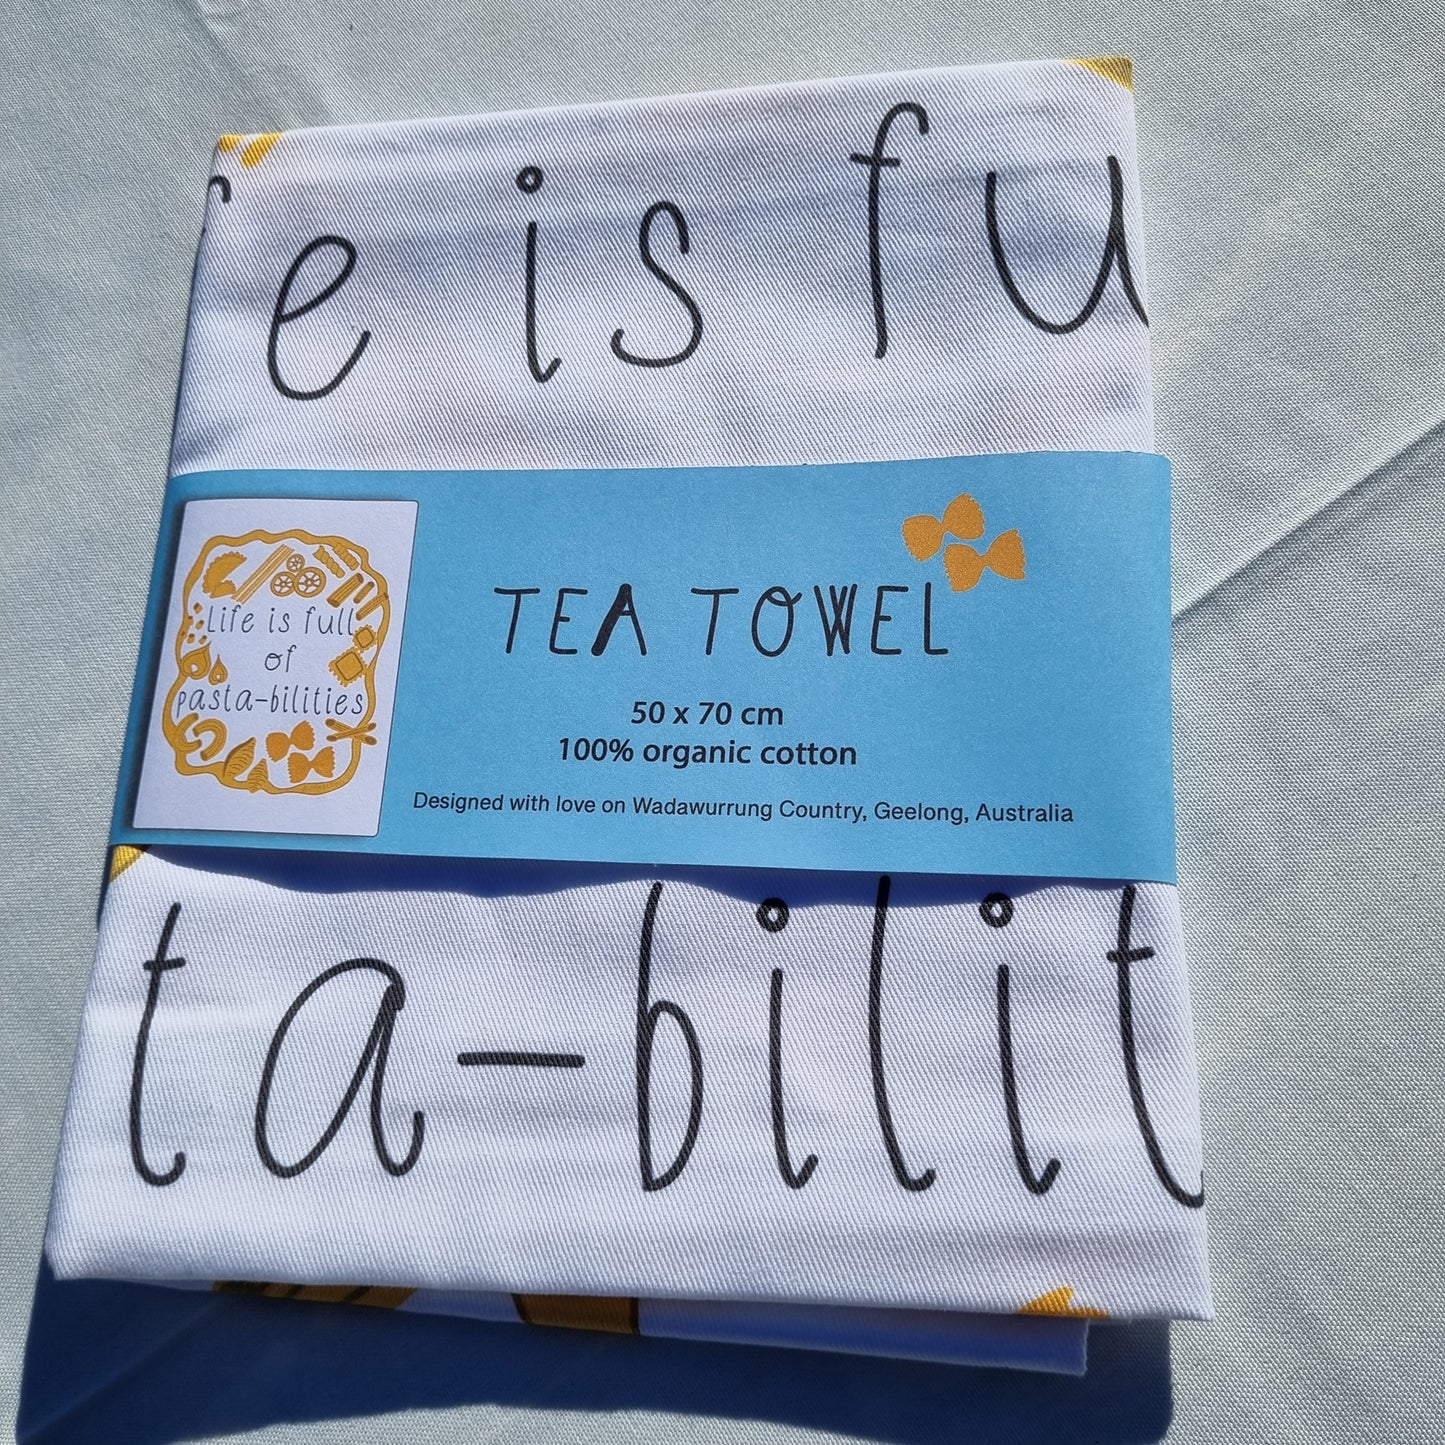 e is fu
Life is full
of
pasta-bilities
TEA TOWEL
50 x 70 cm
100% organic cotton
Designed with love on Wadawurrung Country, Geelong, Australia
ta-bilit